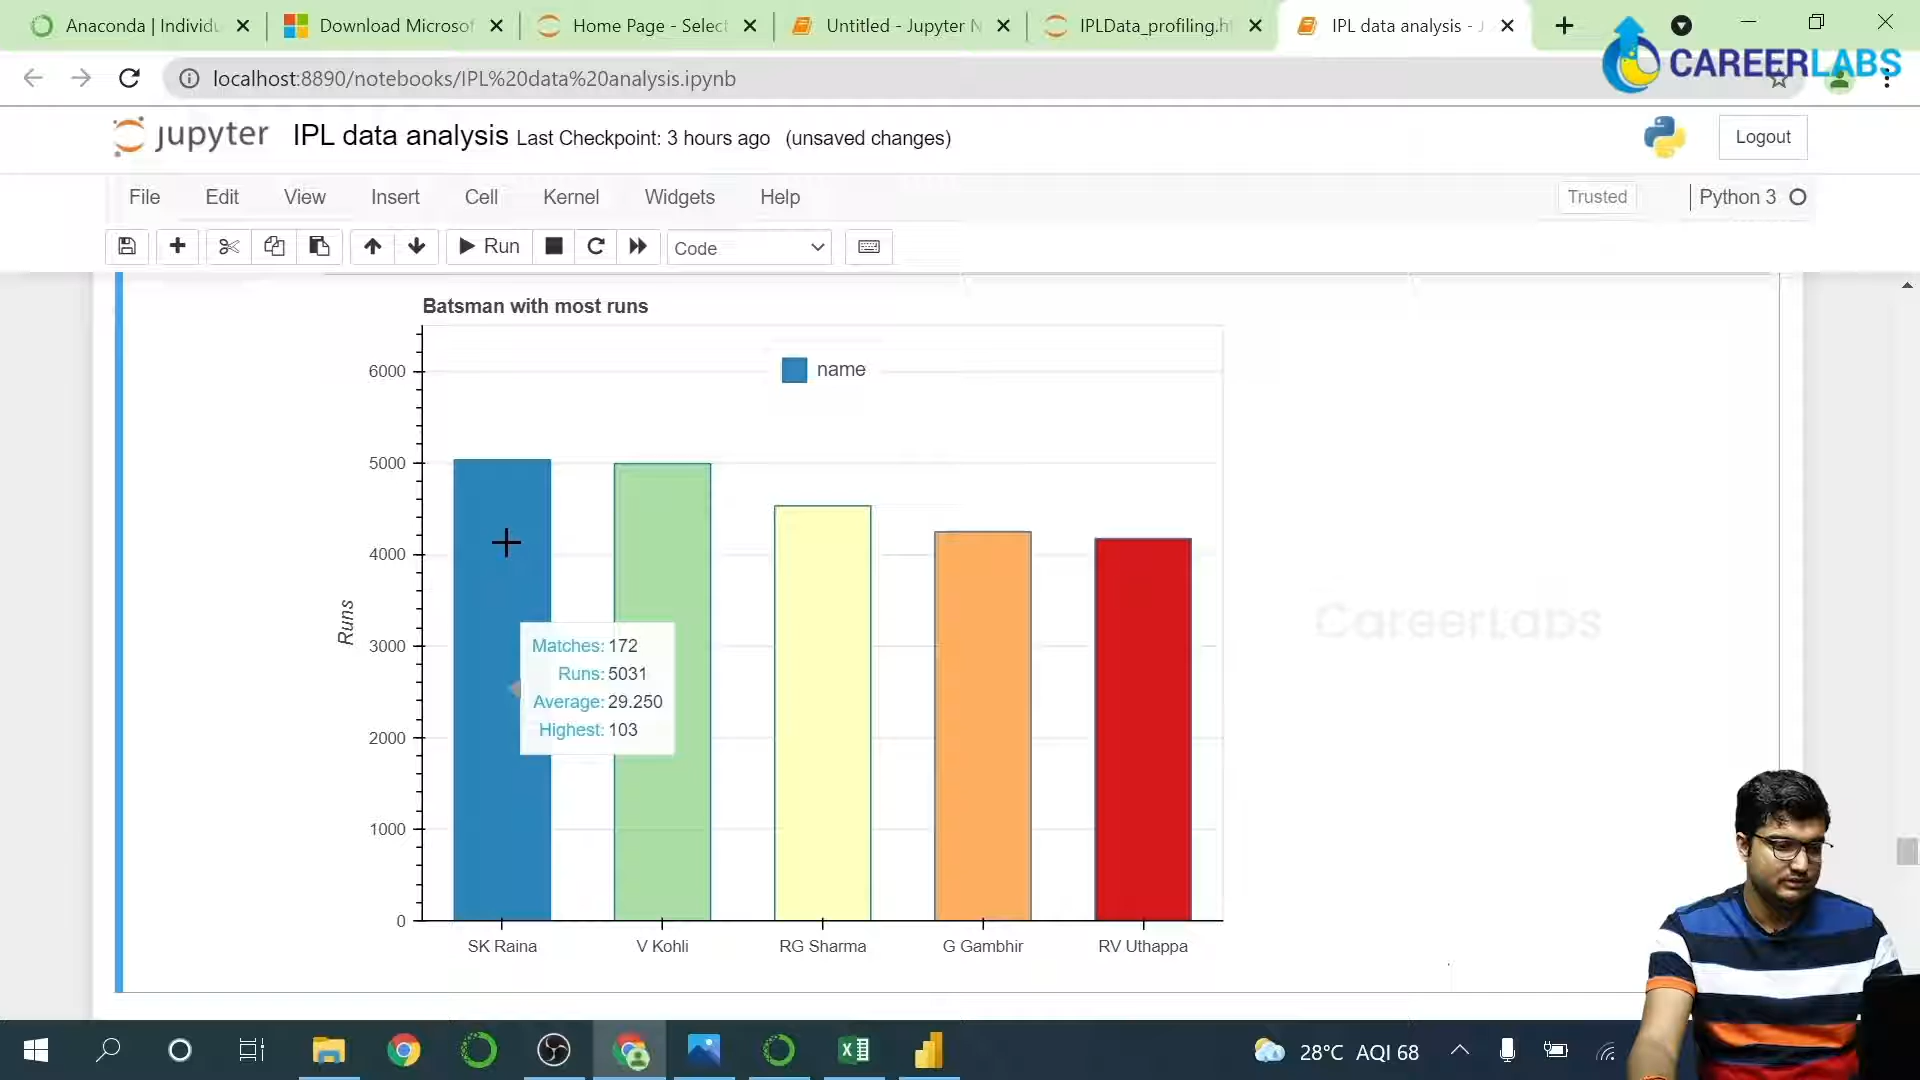 Anaconda | Individu
Download Microsof
Home Page - Select
Untitled - Jupyter N
IPLData_profiling.ht
IPL data analysis - J
CAREERLABS
localhost:8890/notebooks/IPL%20data%20analysis.ipynb
jupyter IPL data analysis Last Checkpoint: 3 hours ago (unsaved changes)
Logout
File Edit View Insert Cell Kernel Widgets Help
Trusted
Python 3
Run
Code
Batsman with most runs
name
6000
5000
4000
3000
2000
1000
0
Runs
Matches: 172
Runs: 5031
Average: 29.250
Highest: 103
SK Raina V Kohli RG Sharma G Gambhir RV Uthappa
CareerLabs
28°C AQI 68